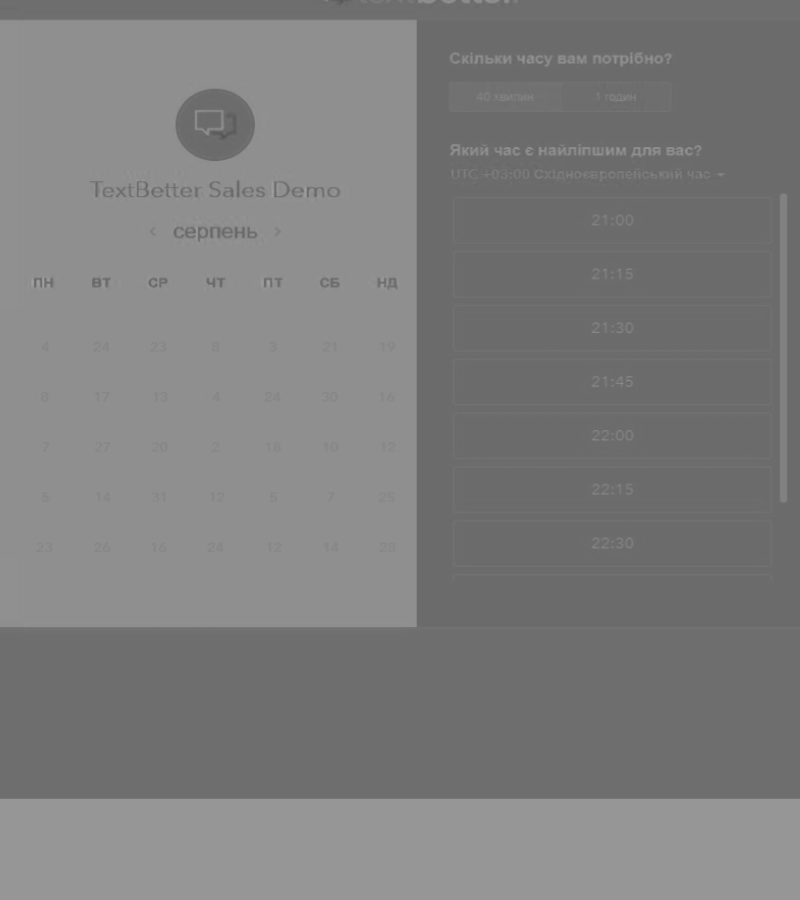 textbetter
TextBetter Sales Demo
серпень
ПН ВТ СР ЧТ ПТ СБ НД
4 24 23 8 3 21 19
8 17 13 4 24 30 16
7 27 20 2 18 10 12
5 14 31 12 6 7 25
23 26 16 24 12 14 28
Скільки часу вам потрібно?
40 хвилин 1 годин
Який час є найліпшим для вас?
UTC +03:00 Східноєвропейський час
21:00
21:15
21:30
21:45
22:00
22:15
22:30